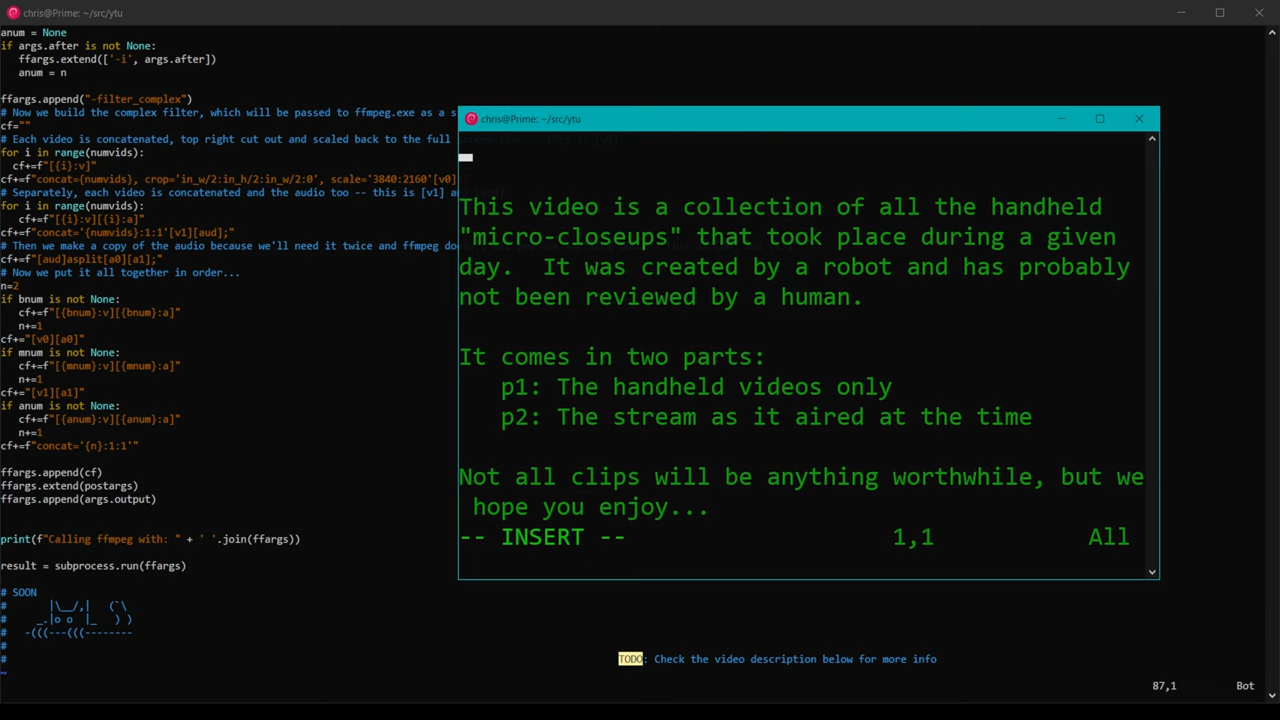 chris@Prime: ~/src/ytu
anum = None
if args.after is not None:
   ffargs.extend(['-i', args.after])
   anum = n
ffargs.append("-filter_complex")
# Now we build the complex filter, which will be passed to ffmpeg.exe as a s
cf=""
# Each video is concatenated, top right cut out and scaled back to the full
for i in range(numvids):
  cf+=f"[{i}:v]"
cf+=f"concat={numvids}, crop='in_w/2:in_h/2:in_w/2:0', scale='3840:2160'[v0]
# Separately, each video is concatenated and the audio too -- this is [v1] a
for i in range(numvids):
   cf+=f"[{i}:v][{i}:a]"
cf+=f"concat='{numvids}:1:1'[v1][aud];"
# Then we make a copy of the audio because we'll need it twice and ffmpeg do
cf+=f"[aud]asplit[a0][a1];"
# Now we put it all together in order...
n=2
if bnum is not None:
   cf+=f"[{bnum}:v][{bnum}:a]"
   n+=1
cf+="[v0][a0]"
if mnum is not None:
   cf+=f"[{mnum}:v][{mnum}:a]"
   n+=1
cf+="[v1][a1]"
if anum is not None:
   cf+=f"[{anum}:v][{anum}:a]"
   n+=1
cf+=f"concat='{n}:1:1'"
ffargs.append(cf)
ffargs.extend(postargs)
ffargs.append(args.output)
print(f"Calling ffmpeg with: " + ' '.join(ffargs))
result = subprocess.run(ffargs)
# SOON
#      |\__/,|   (`\
#    _.|o o  |_   ) )
#  -(((---(((--------
#
#
~
chris@Prime: ~/src/ytu
This video is a collection of all the handheld
"micro-closeups" that took place during a given
day.  It was created by a robot and has probably
not been reviewed by a human.
It comes in two parts:
   p1: The handheld videos only
   p2: The stream as it aired at the time
Not all clips will be anything worthwhile, but we
 hope you enjoy...
-- INSERT -- 1,1 All
TODO: Check the video description below for more info
87,1 Bot